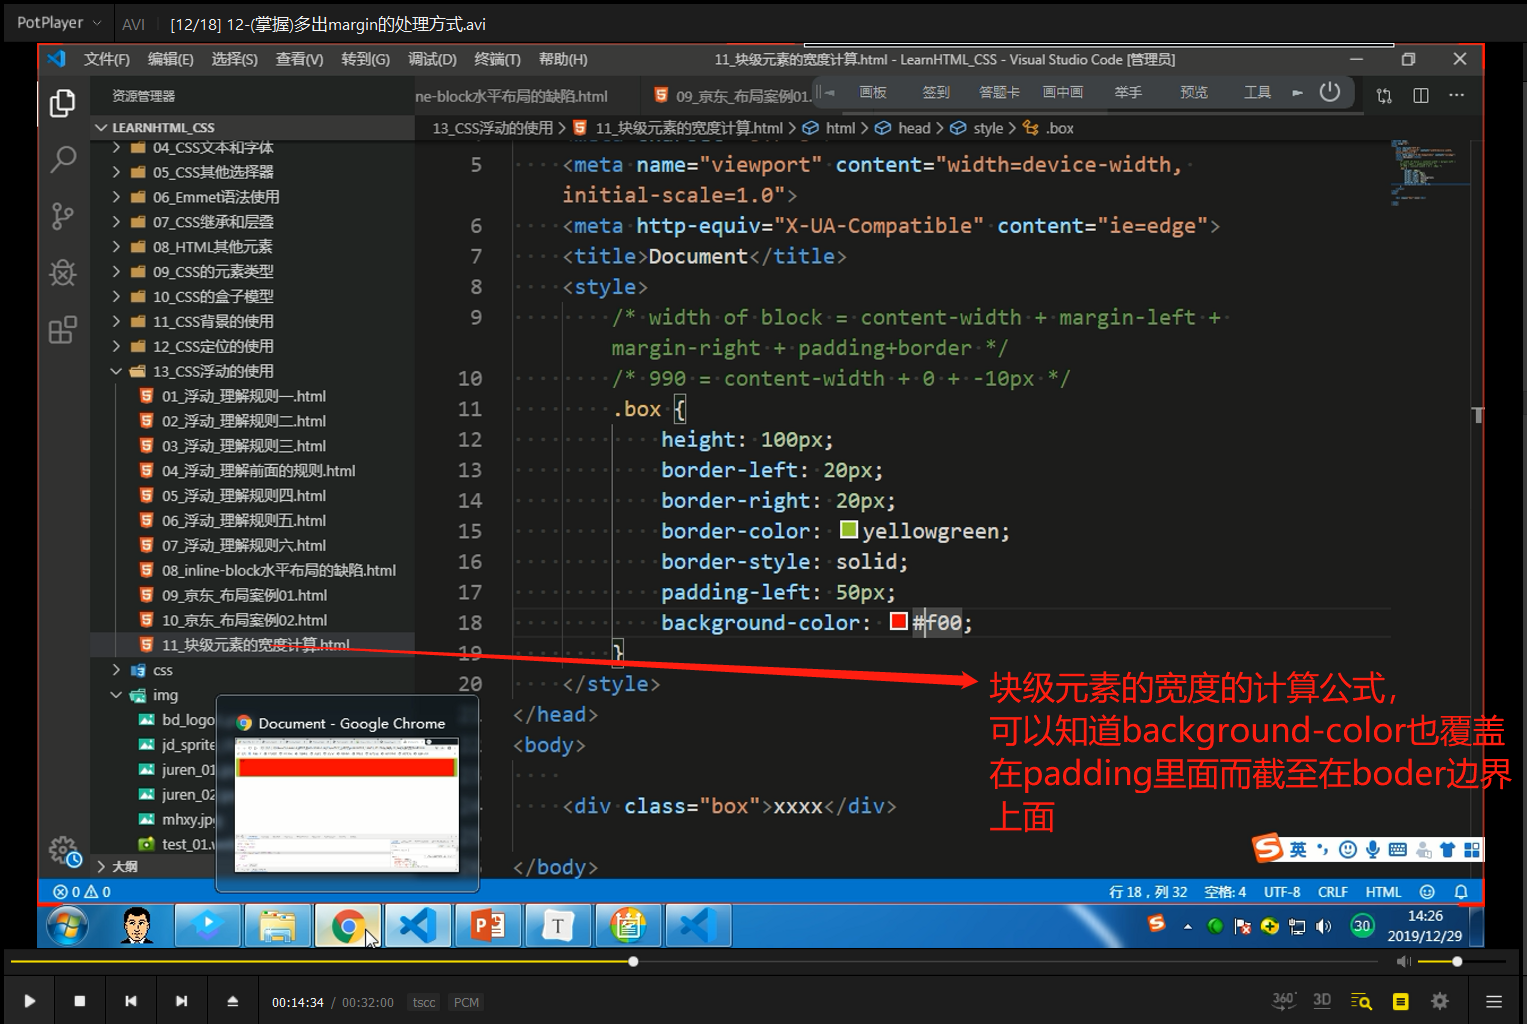 PotPlayer
AVI
[12/18] 12-(掌握)多出margin的处理方式.avi
文件(F) 编辑(E) 选择(S) 查看(V) 转到(G) 调试(D) 终端(T) 帮助(H)
11_块级元素的宽度计算.html - LearnHTML_CSS - Visual Studio Code [管理员]
资源管理器
ne-block水平布局的缺陷.html
09_京东_布局案例01.
画板 签到 答题卡 画中画 举手 预览 工具
LEARNHTML_CSS
13_CSS浮动的使用 > 11_块级元素的宽度计算.html > html > head > style > .box
04_CSS文本和字体
05_CSS其他选择器
06_Emmet语法使用
07_CSS继承和层叠
08_HTML其他元素
09_CSS的元素类型
10_CSS的盒子模型
11_CSS背景的使用
12_CSS定位的使用
13_CSS浮动的使用
01_浮动_理解规则一.html
02_浮动_理解规则二.html
03_浮动_理解规则三.html
04_浮动_理解前面的规则.html
05_浮动_理解规则四.html
06_浮动_理解规则五.html
07_浮动_理解规则六.html
08_inline-block水平布局的缺陷.html
09_京东_布局案例01.html
10_京东_布局案例02.html
11_块级元素的宽度计算.html
css
img
bd_logo
jd_sprite
juren_01
juren_02
mhxy.jpg
test_01.
大纲
5 <meta name="viewport" content="width=device-width,
initial-scale=1.0">
6 <meta http-equiv="X-UA-Compatible" content="ie=edge">
7 <title>Document</title>
8 <style>
9 /* width of block = content-width + margin-left +
margin-right + padding+border */
10 /* 990 = content-width + 0 + -10px */
11 .box {
12 height: 100px;
13 border-left: 20px;
14 border-right: 20px;
15 border-color: yellowgreen;
16 border-style: solid;
17 padding-left: 50px;
18 background-color: #f00;
19 }
20 </style>
</head>
<body>
<div class="box">xxxx</div>
</body>
Document - Google Chrome
块级元素的宽度的计算公式，
可以知道background-color也覆盖
在padding里面而截至在boder边界
上面
英
0 0
行 18，列 32 空格: 4 UTF-8 CRLF HTML
30
14:26
2019/12/29
00:14:34 / 00:32:00 tscc PCM
360°
3D